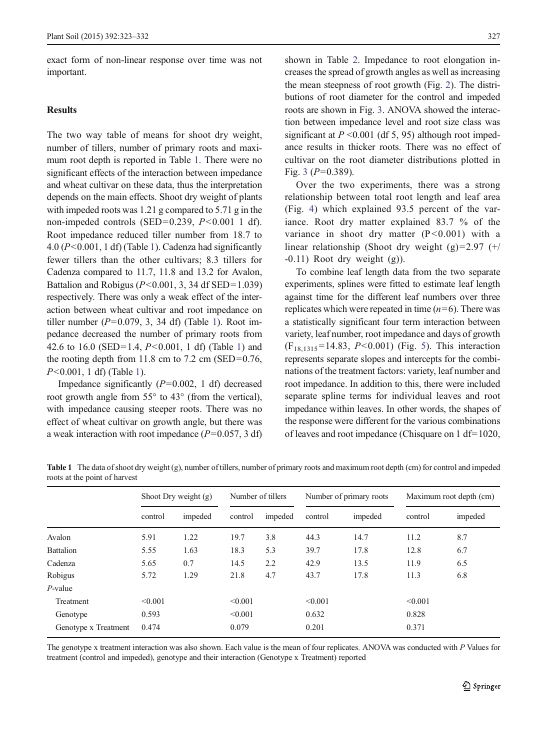 Plant Soil (2015) 392:323–332
327
exact form of non-linear response over time was not
important.
Results
The two way table of means for shoot dry weight,
number of tillers, number of primary roots and maxi-
mum root depth is reported in Table 1. There were no
significant effects of the interaction between impedance
and wheat cultivar on these data, thus the interpretation
depends on the main effects. Shoot dry weight of plants
with impeded roots was 1.21 g compared to 5.71 g in the
non-impeded controls (SED=0.239, P<0.001 1 df).
Root impedance reduced tiller number from 18.7 to
4.0 (P<0.001, 1 df) (Table 1). Cadenza had significantly
fewer tillers than the other cultivars; 8.3 tillers for
Cadenza compared to 11.7, 11.8 and 13.2 for Avalon,
Battalion and Robigus (P<0.001, 3, 34 df SED=1.039)
respectively. There was only a weak effect of the inter-
action between wheat cultivar and root impedance on
tiller number (P=0.079, 3, 34 df) (Table 1). Root im-
pedance decreased the number of primary roots from
42.6 to 16.0 (SED=1.4, P<0.001, 1 df) (Table 1) and
the rooting depth from 11.8 cm to 7.2 cm (SED=0.76,
P<0.001, 1 df) (Table 1).
Impedance significantly (P=0.002, 1 df) decreased
root growth angle from 55° to 43° (from the vertical),
with impedance causing steeper roots. There was no
effect of wheat cultivar on growth angle, but there was
a weak interaction with root impedance (P=0.057, 3 df)
shown in Table 2. Impedance to root elongation in-
creases the spread of growth angles as well as increasing
the mean steepness of root growth (Fig. 2). The distri-
butions of root diameter for the control and impeded
roots are shown in Fig. 3. ANOVA showed the interac-
tion between impedance level and root size class was
significant at P <0.001 (df 5, 95) although root imped-
ance results in thicker roots. There was no effect of
cultivar on the root diameter distributions plotted in
Fig. 3 (P=0.389).
Over the two experiments, there was a strong
relationship between total root length and leaf area
(Fig. 4) which explained 93.5 percent of the var-
iance. Root dry matter explained 83.7 % of the
variance in shoot dry matter (P<0.001) with a
linear relationship (Shoot dry weight (g)=2.97 (+/
-0.11) Root dry weight (g)).
To combine leaf length data from the two separate
experiments, splines were fitted to estimate leaf length
against time for the different leaf numbers over three
replicates which were repeated in time (n=6). There was
a statistically significant four term interaction between
variety, leaf number, root impedance and days of growth
(F18,1315=14.83, P<0.001) (Fig. 5). This interaction
represents separate slopes and intercepts for the combi-
nations of the treatment factors: variety, leaf number and
root impedance. In addition to this, there were included
separate spline terms for individual leaves and root
impedance within leaves. In other words, the shapes of
the response were different for the various combinations
of leaves and root impedance (Chisquare on 1 df=1020,
Table 1 The data of shoot dry weight (g), number of tillers, number of primary roots and maximum root depth (cm) for control and impeded
roots at the point of harvest
Shoot Dry weight (g) Number of tillers Number of primary roots Maximum root depth (cm)
control impeded control impeded control impeded control impeded
Avalon 5.91 1.22 19.7 3.8 44.3 14.7 11.2 8.7
Battalion 5.55 1.63 18.3 5.3 39.7 17.8 12.8 6.7
Cadenza 5.65 0.7 14.5 2.2 42.9 13.5 11.9 6.5
Robigus 5.72 1.29 21.8 4.7 43.7 17.8 11.3 6.8
P-value
Treatment <0.001 <0.001 <0.001 <0.001
Genotype 0.593 <0.001 0.632 0.828
Genotype x Treatment 0.474 0.079 0.201 0.371
The genotype x treatment interaction was also shown. Each value is the mean of four replicates. ANOVA was conducted with P Values for
treatment (control and impeded), genotype and their interaction (Genotype x Treatment) reported
Springer